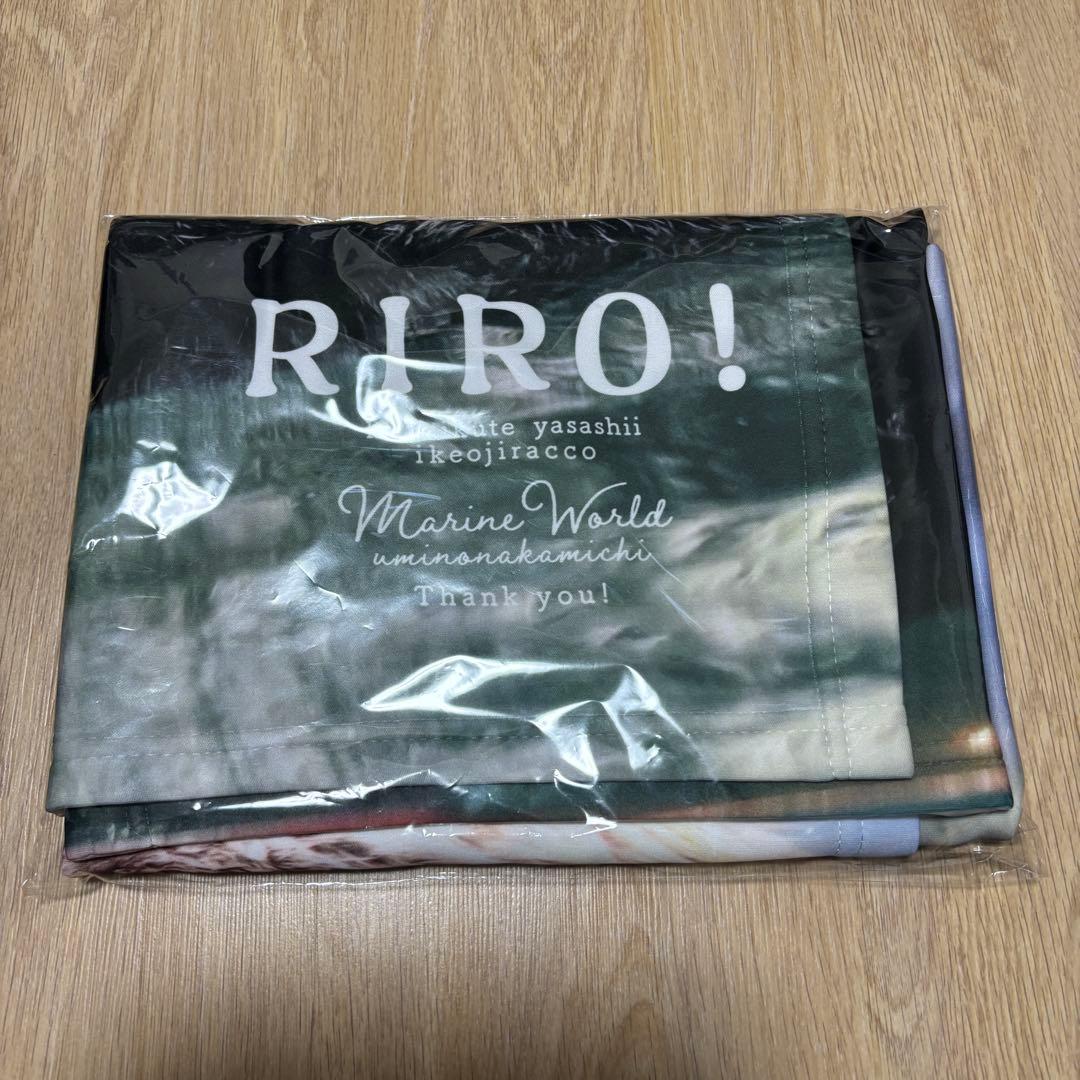 RIRO!
yasashii
ikeojiracco
Marine World
uminonakamichi
Thank you!